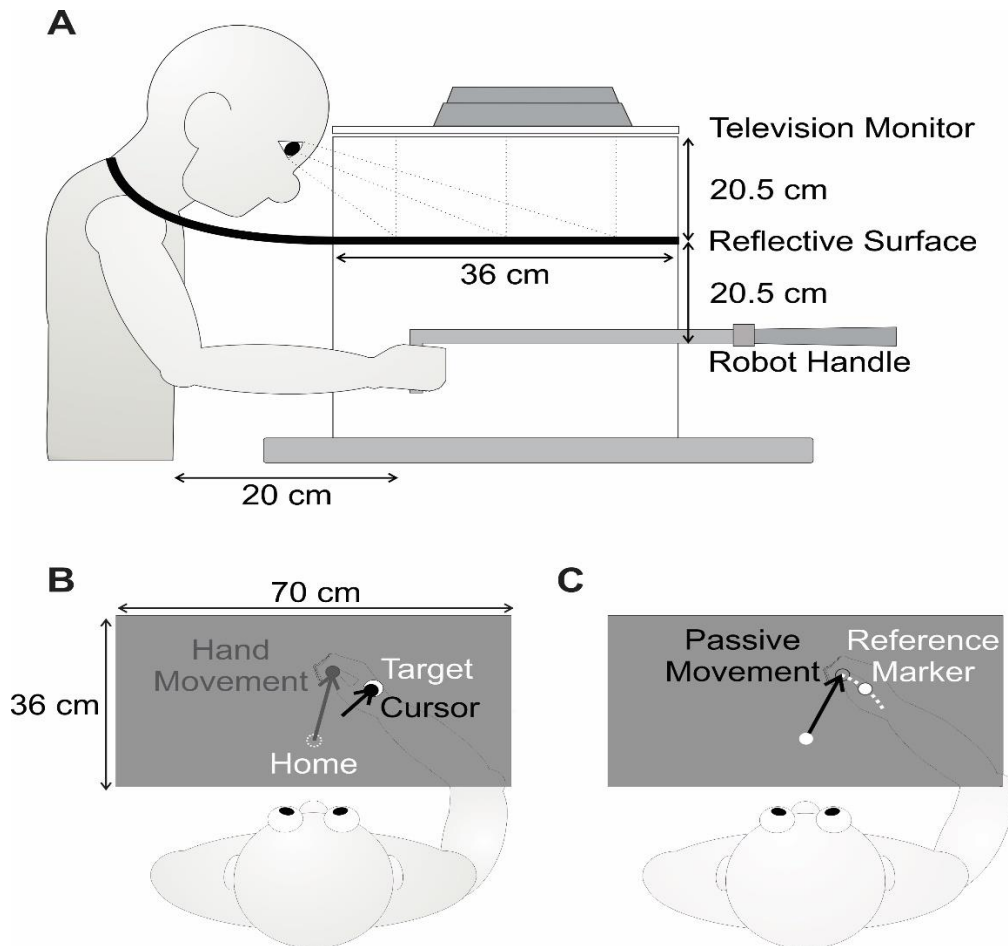 A
Television Monitor
20.5 cm
Reflective Surface
36 cm
20.5 cm
Robot Handle
20 cm
B
70 cm
36 cm
Hand
Movement
Target
Cursor
Home
C
Passive
Movement
Reference
Marker